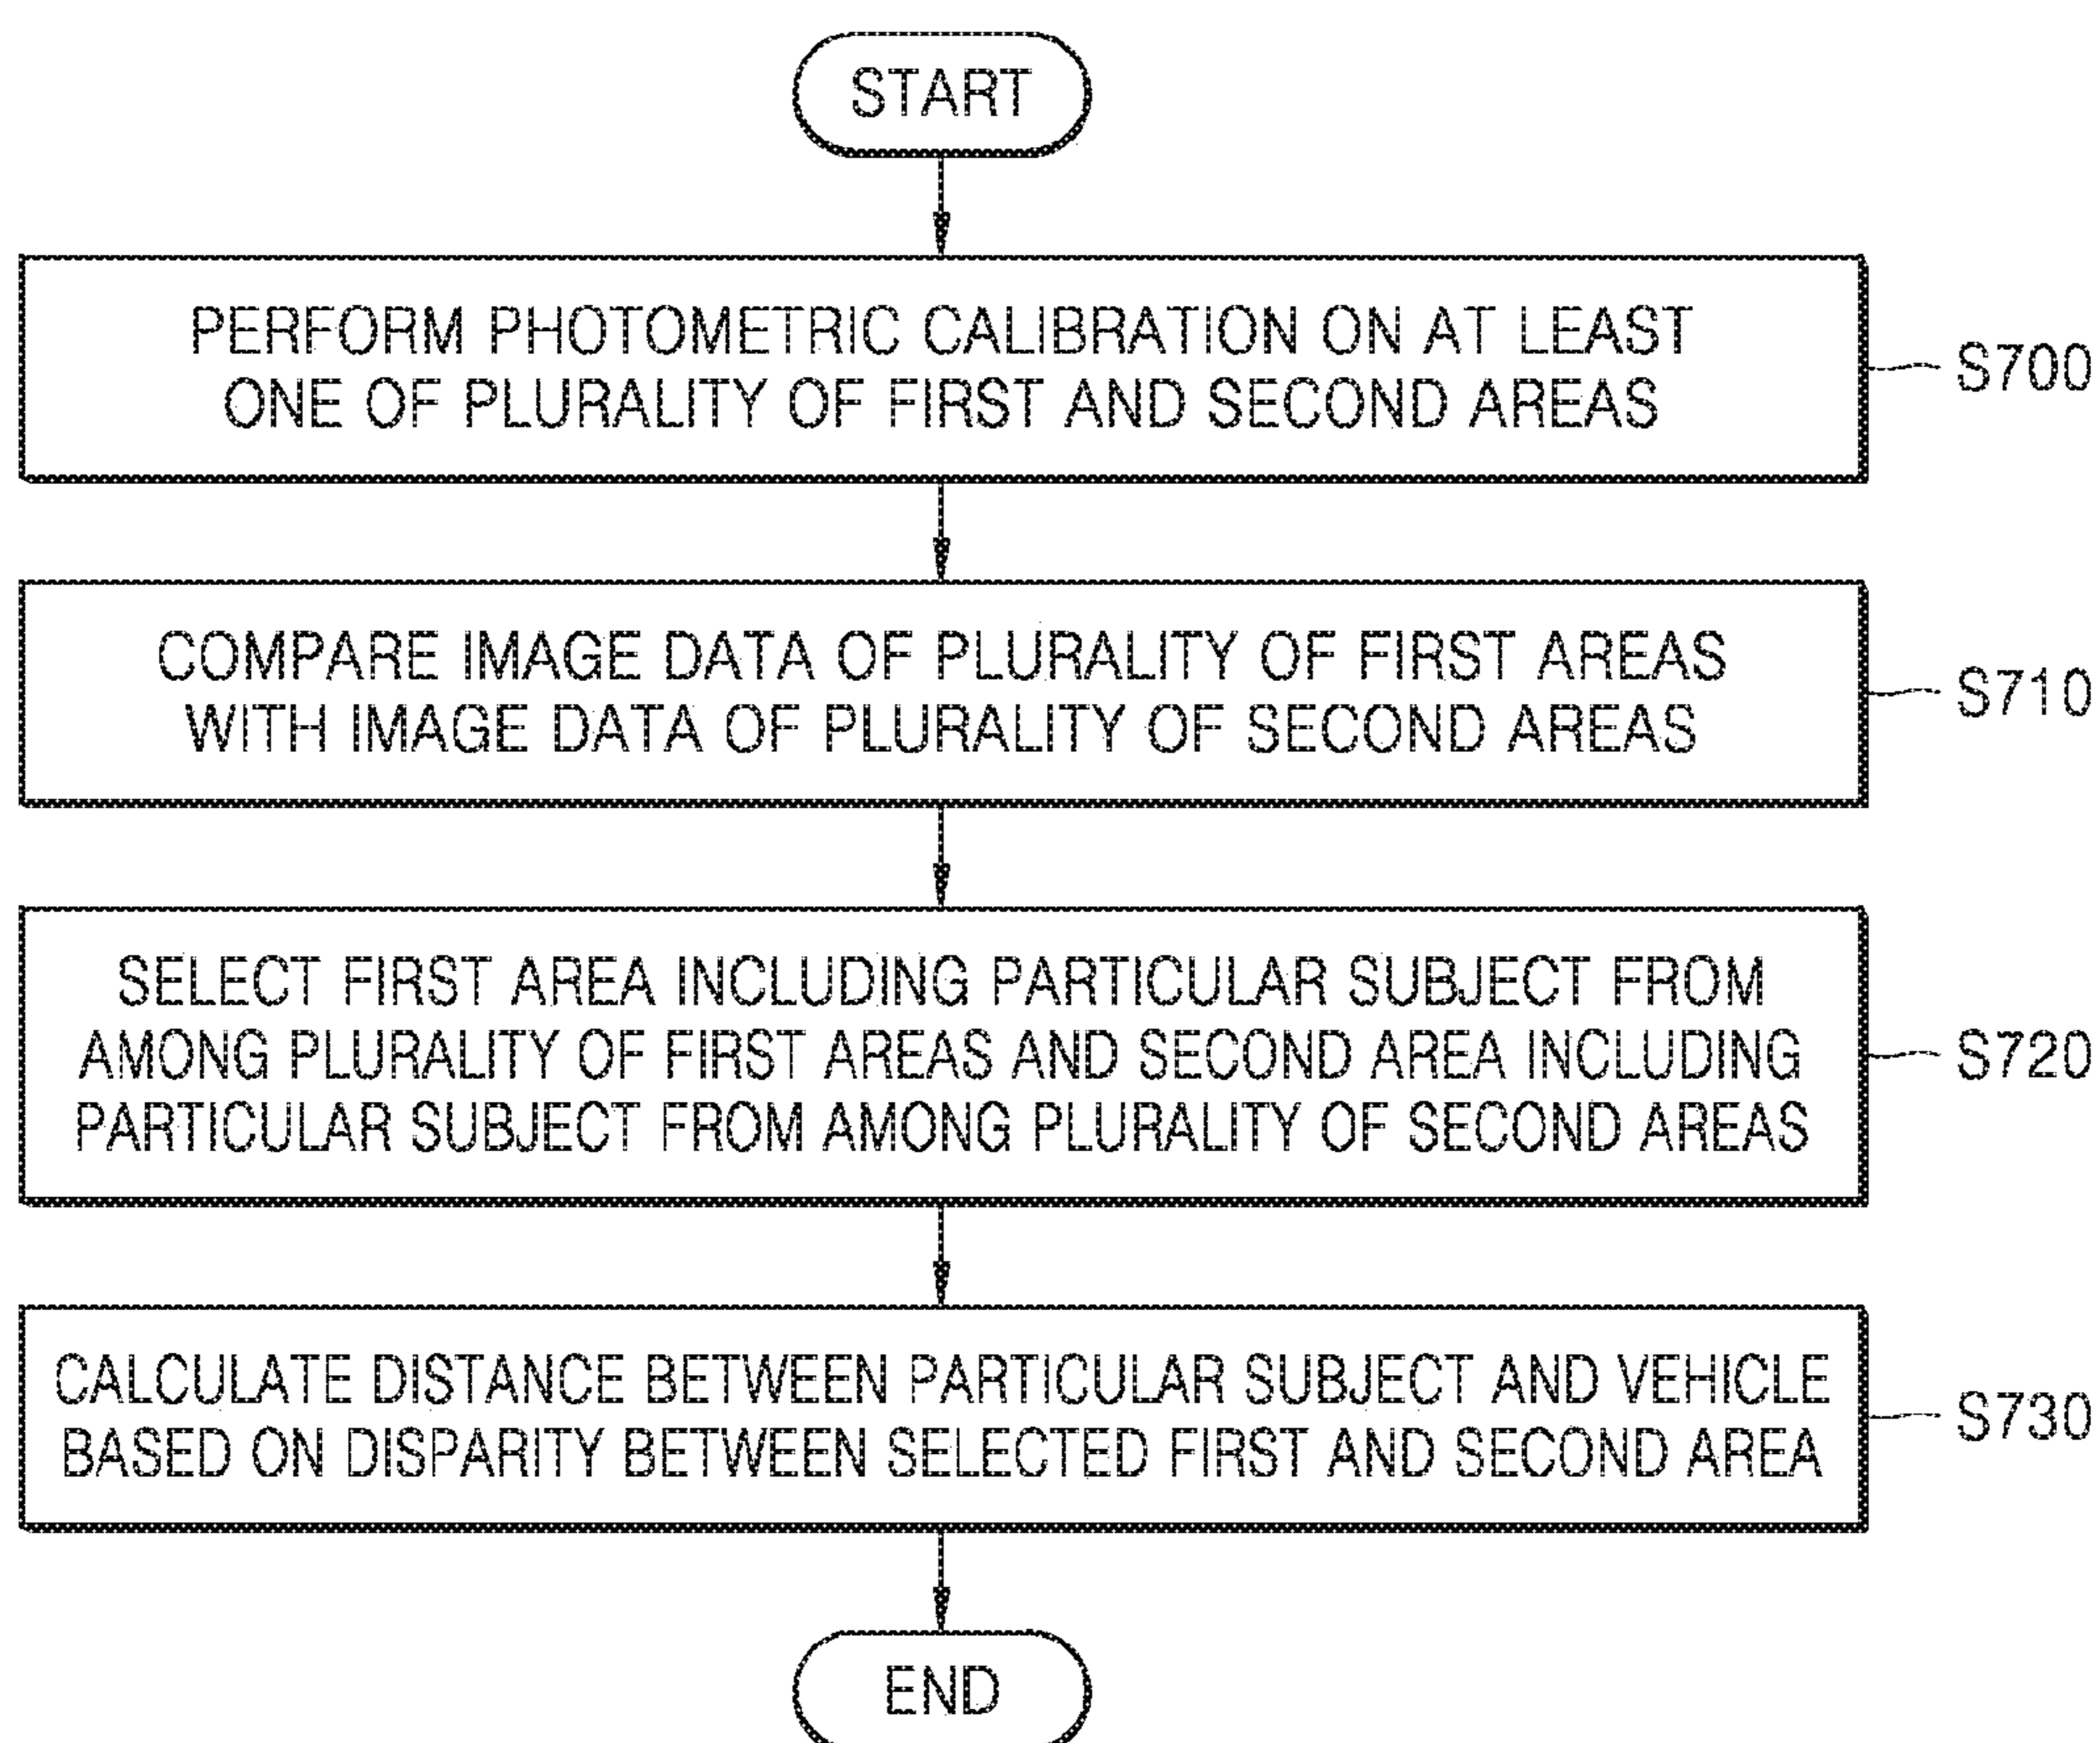 START
PERFORM PHOTOMETRIC CALIBRATION ON AT LEAST
ONE OF PLURALITY OF FIRST AND SECOND AREAS
S700
COMPARE IMAGE DATA OF PLURALITY OF FIRST AREAS
WITH IMAGE DATA OF PLURALITY OF SECOND AREAS
S710
SELECT FIRST AREA INCLUDING PARTICULAR SUBJECT FROM
AMONG PLURALITY OF FIRST AREAS AND SECOND AREA INCLUDING
PARTICULAR SUBJECT FROM AMONG PLURALITY OF SECOND AREAS
S720
CALCULATE DISTANCE BETWEEN PARTICULAR SUBJECT AND VEHICLE
BASED ON DISPARITY BETWEEN SELECTED FIRST AND SECOND AREA
S730
END